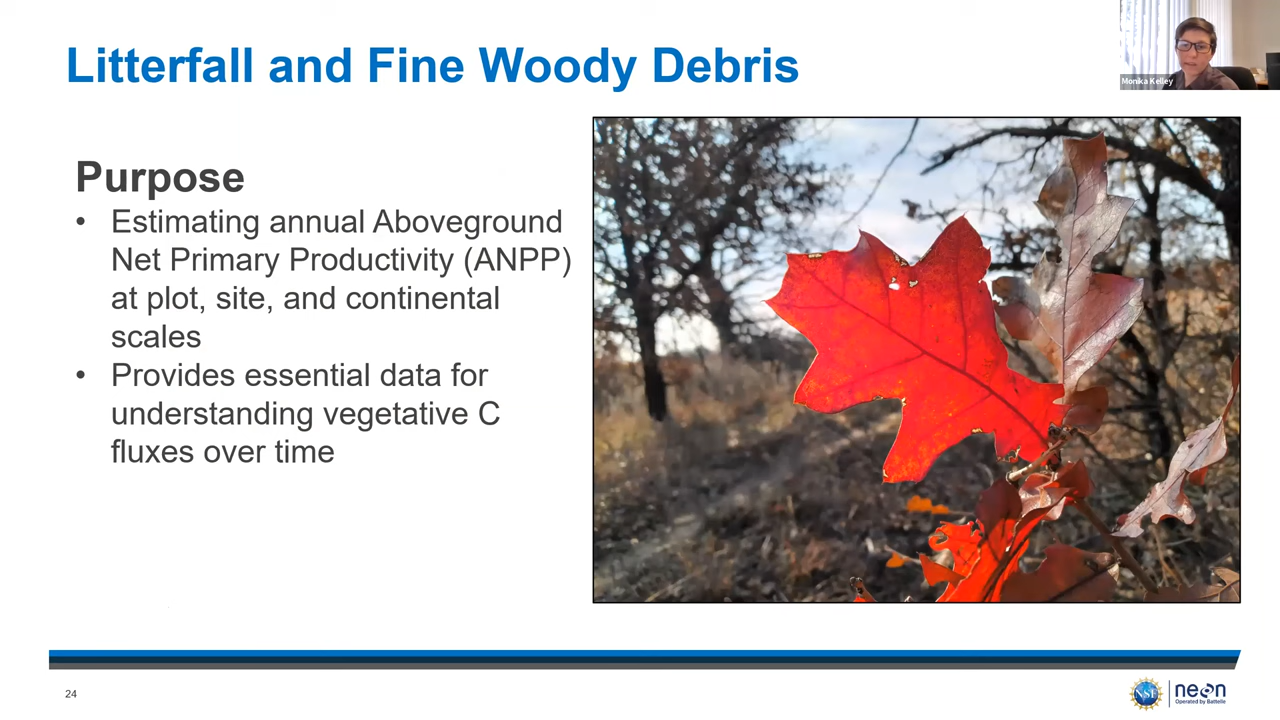 Litterfall and Fine Woody Debris
Monika Kelley
Purpose
• Estimating annual Aboveground
Net Primary Productivity (ANPP)
at plot, site, and continental
scales
• Provides essential data for
understanding vegetative C
fluxes over time
24
NSF
neon
Operated by Battelle